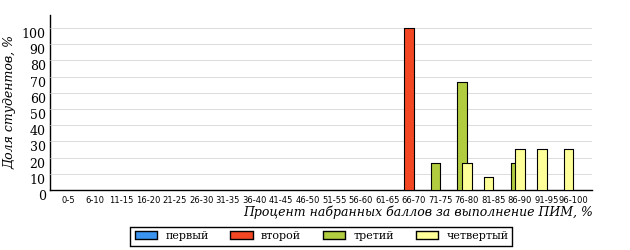 Доля студентов, %
100
90
80
70
60
50
40
30
20
10
0
0-5 6-10 11-15 16-20 21-25 26-30 31-35 36-40 41-45 46-50 51-55 56-60 61-65 66-70 71-75 76-80 81-85 86-90 91-95 96-100
Процент набранных баллов за выполнение ПИМ, %
первый второй третий четвертый